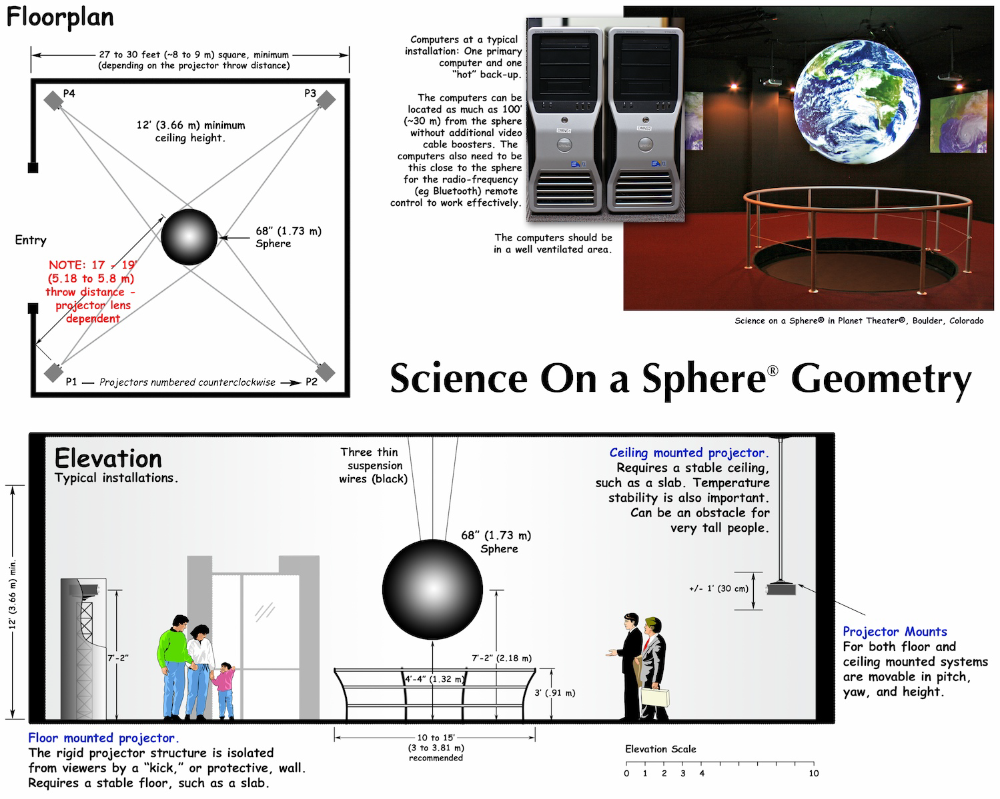 Floorplan
27 to 30 feet (~8 to 9 m) square, minimum
(depending on the projector throw distance)
P4
P3
12' (3.66 m) minimum
ceiling height.
68” (1.73 m)
Sphere
Entry
NOTE: 17 - 19'
(5.18 to 5.8 m)
throw distance -
projector lens
dependent
P1
Projectors numbered counterclockwise
P2
Computers at a typical
installation: One primary
computer and one
“hot” back-up.
The computers can be
located as much as 100'
(~30 m) from the sphere
without additional video
cable boosters. The
computers also need to be
this close to the sphere
for the radio-frequency
(eg Bluetooth) remote
control to work effectively.
The computers should be
in a well ventilated area.
DMNS1
DMNS2
DELL
DELL
Science on a Sphere® in Planet Theater®, Boulder, Colorado
Science On a Sphere® Geometry
Elevation
Typical installations.
Three thin
suspension
wires (black)
68” (1.73 m)
Sphere
Ceiling mounted projector.
Requires a stable ceiling,
such as a slab. Temperature
stability is also important.
Can be an obstacle for
very tall people.
+/- 1' (30 cm)
12' (3.66 m) min.
7'-2”
7'-2” (2.18 m)
4'-4” (1.32 m)
3' (.91 m)
Projector Mounts
For both floor and
ceiling mounted systems
are movable in pitch,
yaw, and height.
Floor mounted projector.
The rigid projector structure is isolated
from viewers by a “kick,” or protective, wall.
Requires a stable floor, such as a slab.
10 to 15'
(3 to 3.81 m)
recommended
Elevation Scale
0 1 2 3 4 10